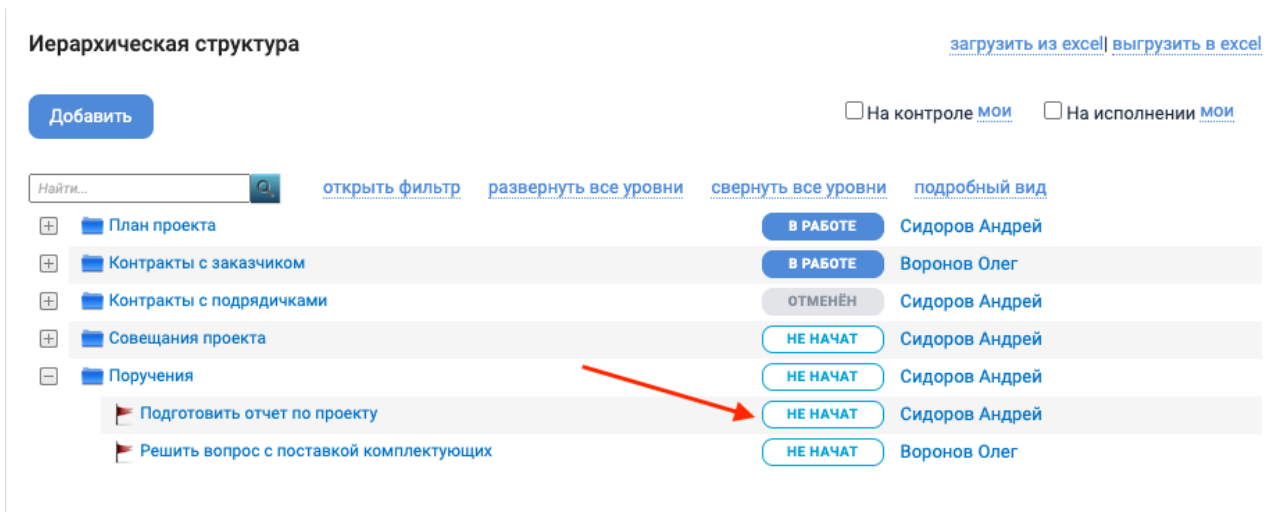 Иерархическая структура загрузить из excel| выгрузить в excel
Добавить На контроле мои На исполнении мои
Найти... открыть фильтр развернуть все уровни свернуть все уровни подробный вид
План проекта В РАБОТЕ Сидоров Андрей
Контракты с заказчиком В РАБОТЕ Воронов Олег
Контракты с подрядичками ОТМЕНЁН Сидоров Андрей
Совещания проекта НЕ НАЧАТ Сидоров Андрей
Поручения НЕ НАЧАТ Сидоров Андрей
Подготовить отчет по проекту НЕ НАЧАТ Сидоров Андрей
Решить вопрос с поставкой комплектующих НЕ НАЧАТ Воронов Олег